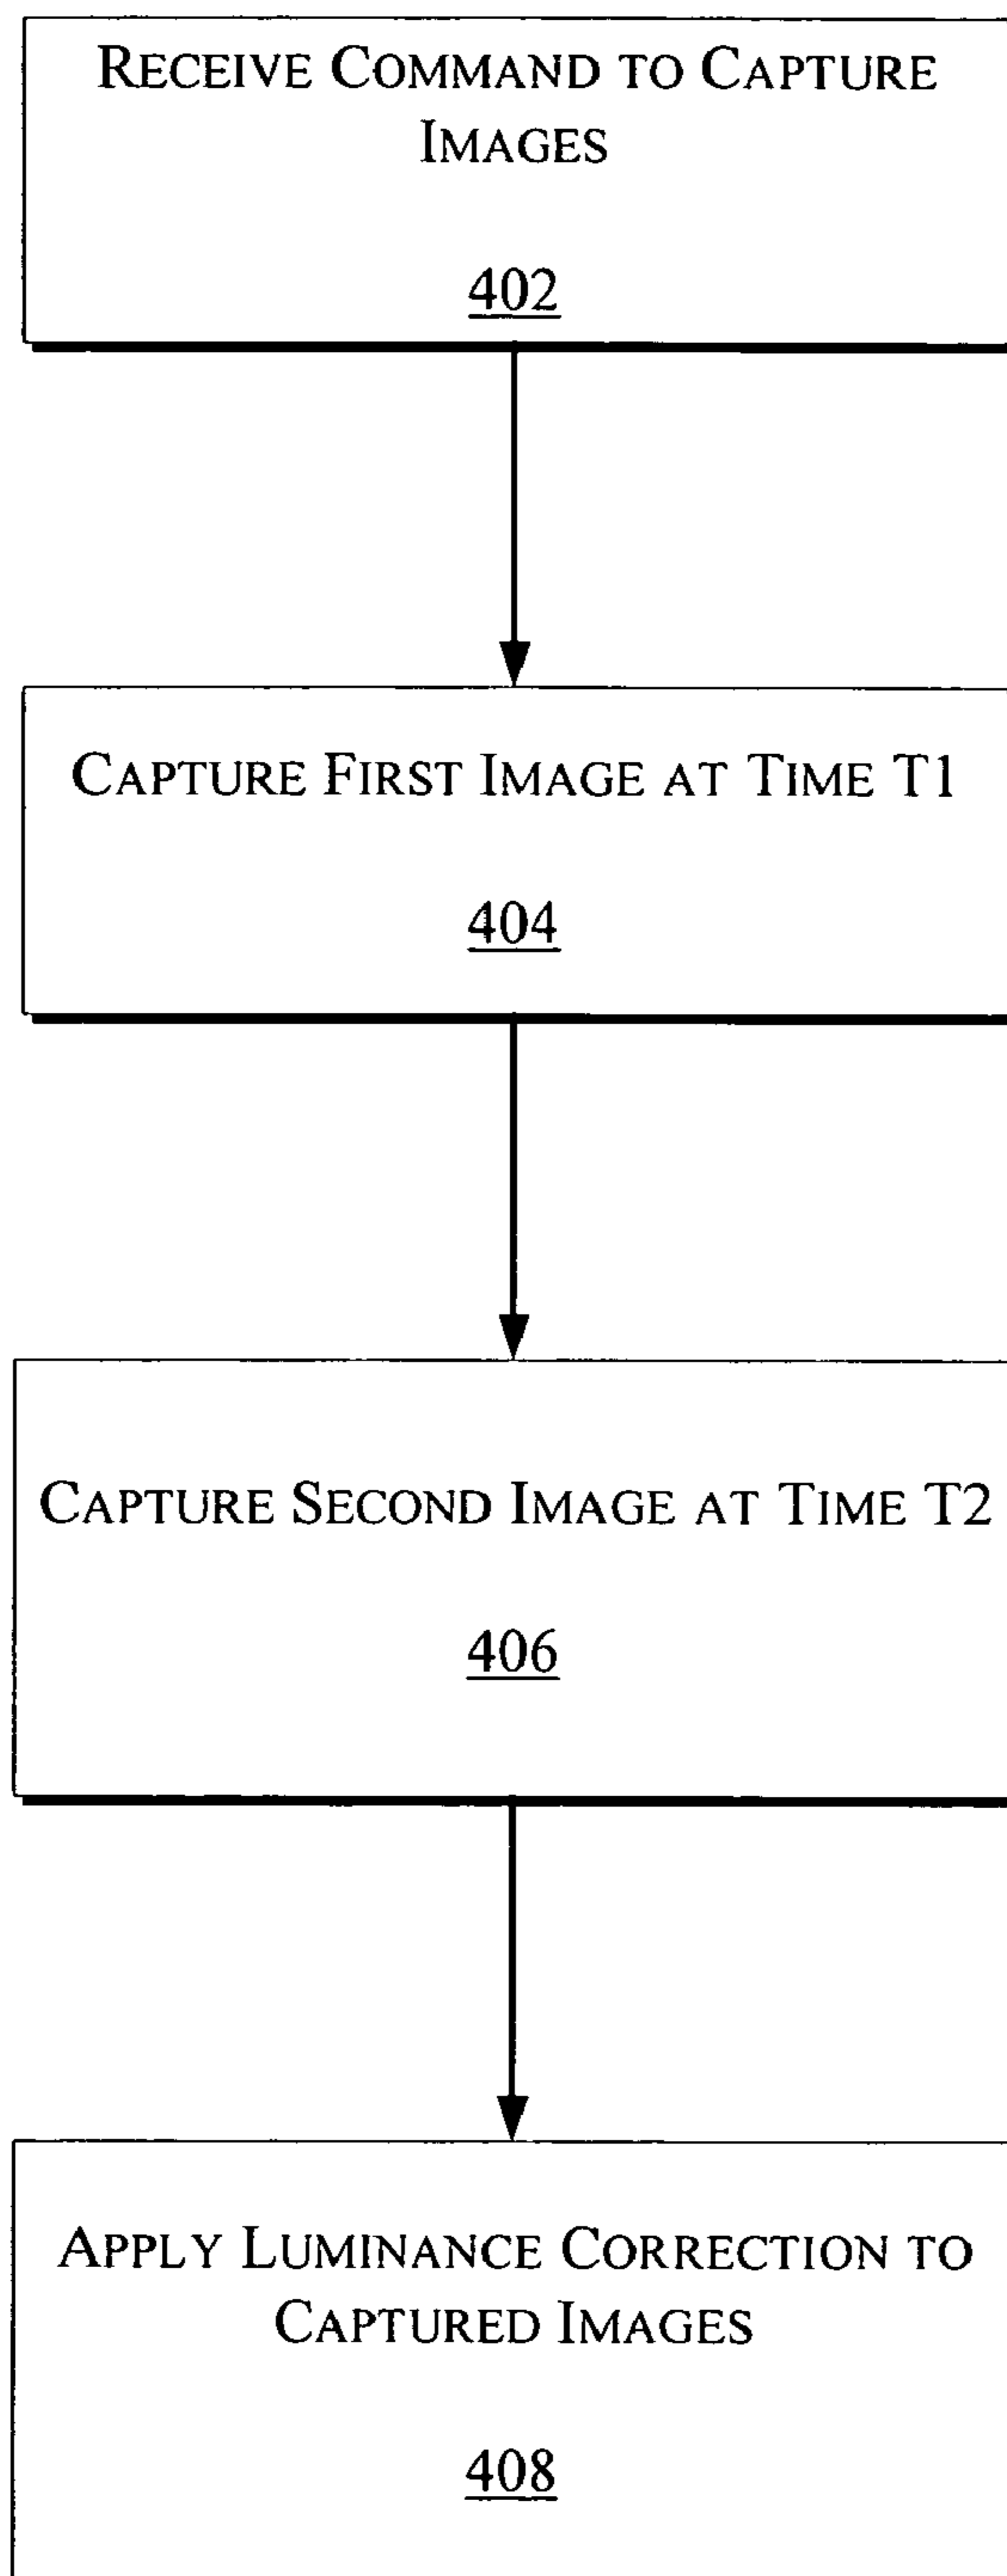 RECEIVE COMMAND TO CAPTURE
IMAGES
402
CAPTURE FIRST IMAGE AT TIME T1
404
CAPTURE SECOND IMAGE AT TIME T2
406
APPLY LUMINANCE CORRECTION TO
CAPTURED IMAGES
408